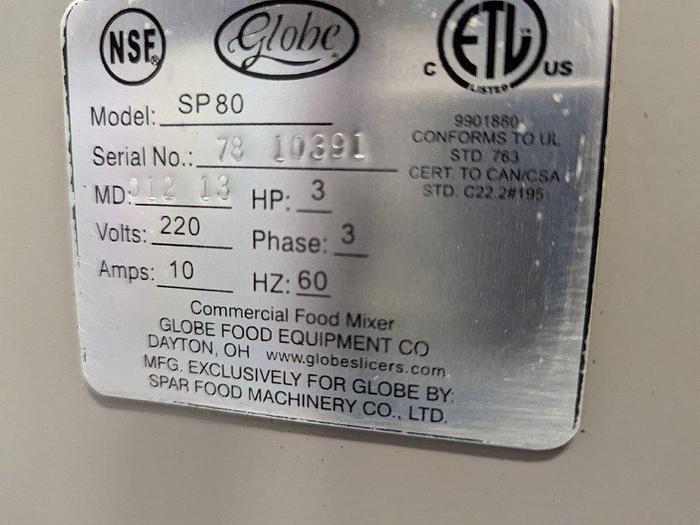 NSF
Globe
C ETL US
LISTED
Model: SP80
Serial No.: 78 10391
MD: 012 13 HP: 3
Volts: 220 Phase: 3
Amps: 10 HZ: 60
9901880
CONFORMS TO UL
STD. 763
CERT. TO CAN/CSA
STD. C22.2#195
Commercial Food Mixer
GLOBE FOOD EQUIPMENT CO
DAYTON, OH www.globeslicers.com
MFG. EXCLUSIVELY FOR GLOBE BY:
SPAR FOOD MACHINERY CO., LTD.